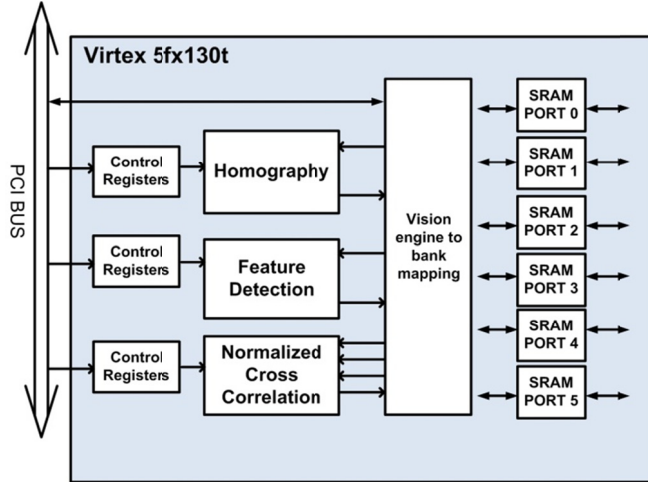 Virtex 5fx130t
PCI BUS
Control
Registers
Homography
Control
Registers
Feature
Detection
Control
Registers
Normalized
Cross
Correlation
Vision
engine to
bank
mapping
SRAM
PORT 0
SRAM
PORT 1
SRAM
PORT 2
SRAM
PORT 3
SRAM
PORT 4
SRAM
PORT 5